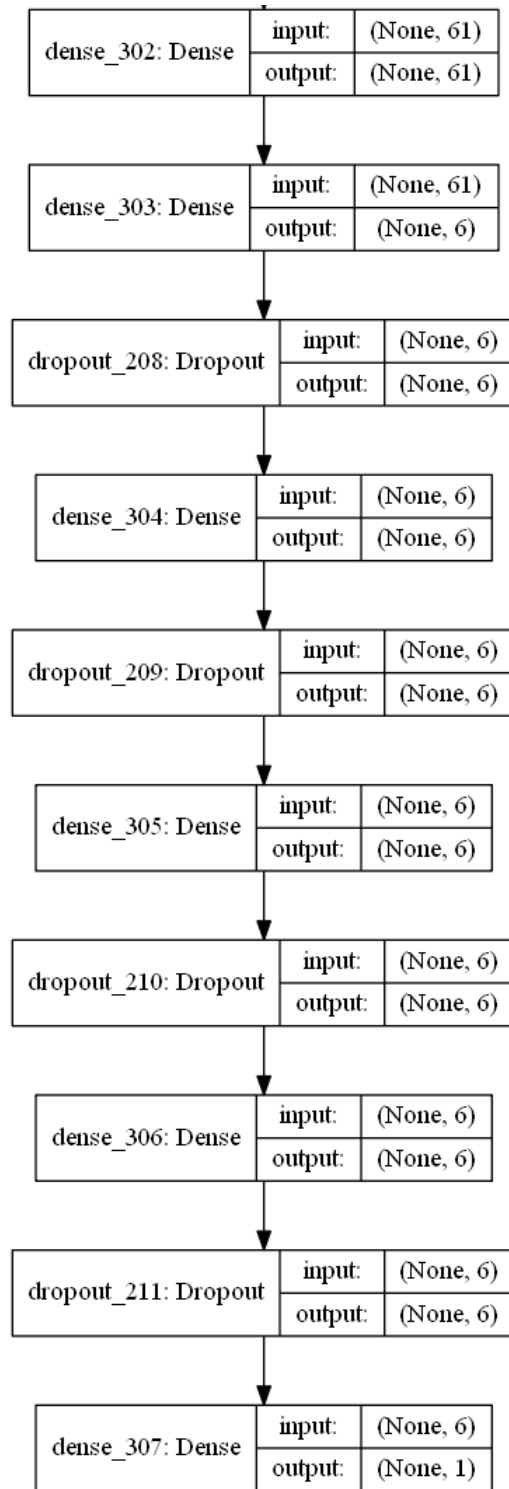 dense_302: Dense
input: (None, 61)
output: (None, 61)
dense_303: Dense
input: (None, 61)
output: (None, 6)
dropout_208: Dropout
input: (None, 6)
output: (None, 6)
dense_304: Dense
input: (None, 6)
output: (None, 6)
dropout_209: Dropout
input: (None, 6)
output: (None, 6)
dense_305: Dense
input: (None, 6)
output: (None, 6)
dropout_210: Dropout
input: (None, 6)
output: (None, 6)
dense_306: Dense
input: (None, 6)
output: (None, 6)
dropout_211: Dropout
input: (None, 6)
output: (None, 6)
dense_307: Dense
input: (None, 6)
output: (None, 1)